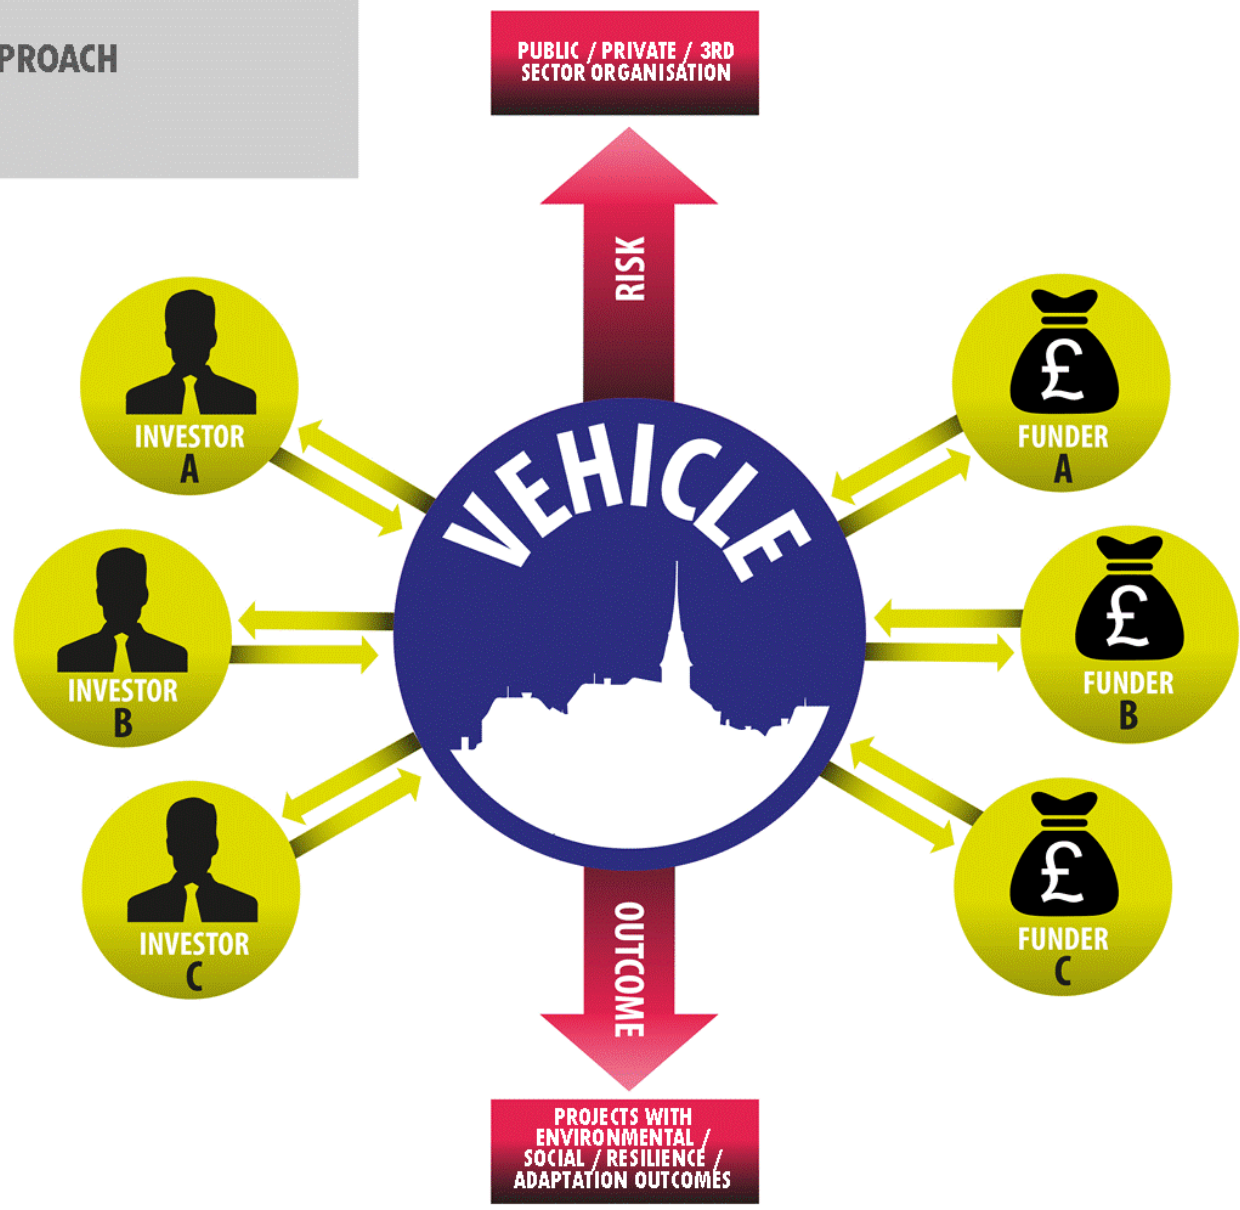 PROACH
PUBLIC / PRIVATE / 3RD
SECTOR ORGANISATION
RISK
INVESTOR
A
FUNDER
A
VEHICLE
INVESTOR
B
£
FUNDER
B
£
INVESTOR
C
£
FUNDER
C
OUTCOME
PROJECTS WITH
ENVIRONMENTAL /
SOCIAL / RESILIENCE /
ADAPTATION OUTCOMES